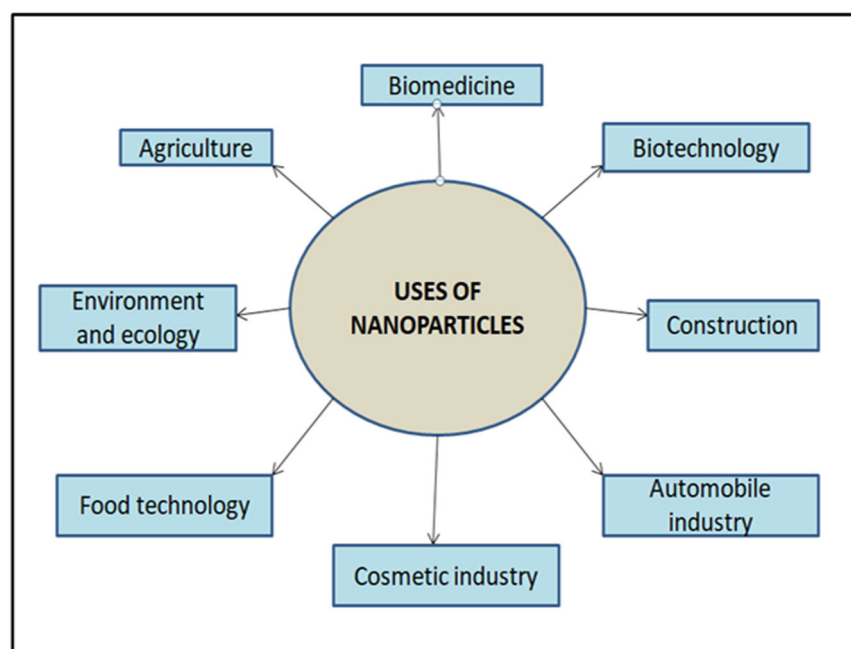 Biomedicine
Agriculture
Biotechnology
Environment
and ecology
USES OF
NANOPARTICLES
Construction
Food technology
Automobile
industry
Cosmetic industry